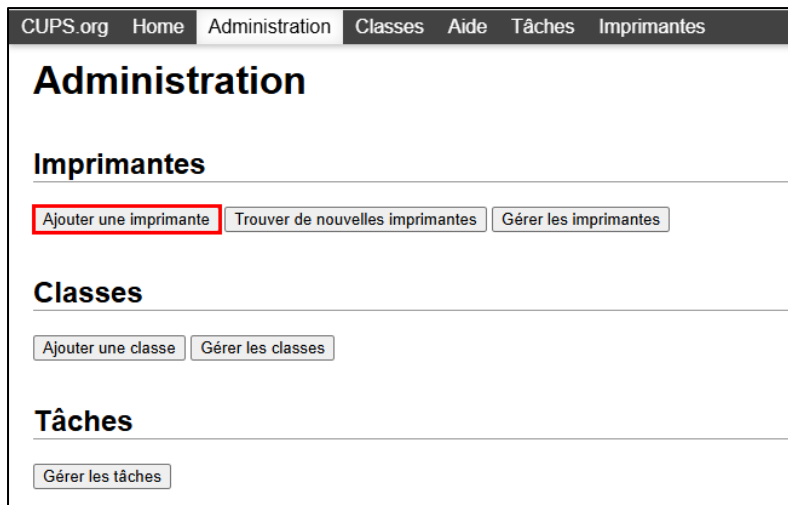 CUPS.org Home Administration Classes Aide Tâches Imprimantes
Administration
Imprimantes
Ajouter une imprimante Trouver de nouvelles imprimantes Gérer les imprimantes
Classes
Ajouter une classe Gérer les classes
Tâches
Gérer les tâches